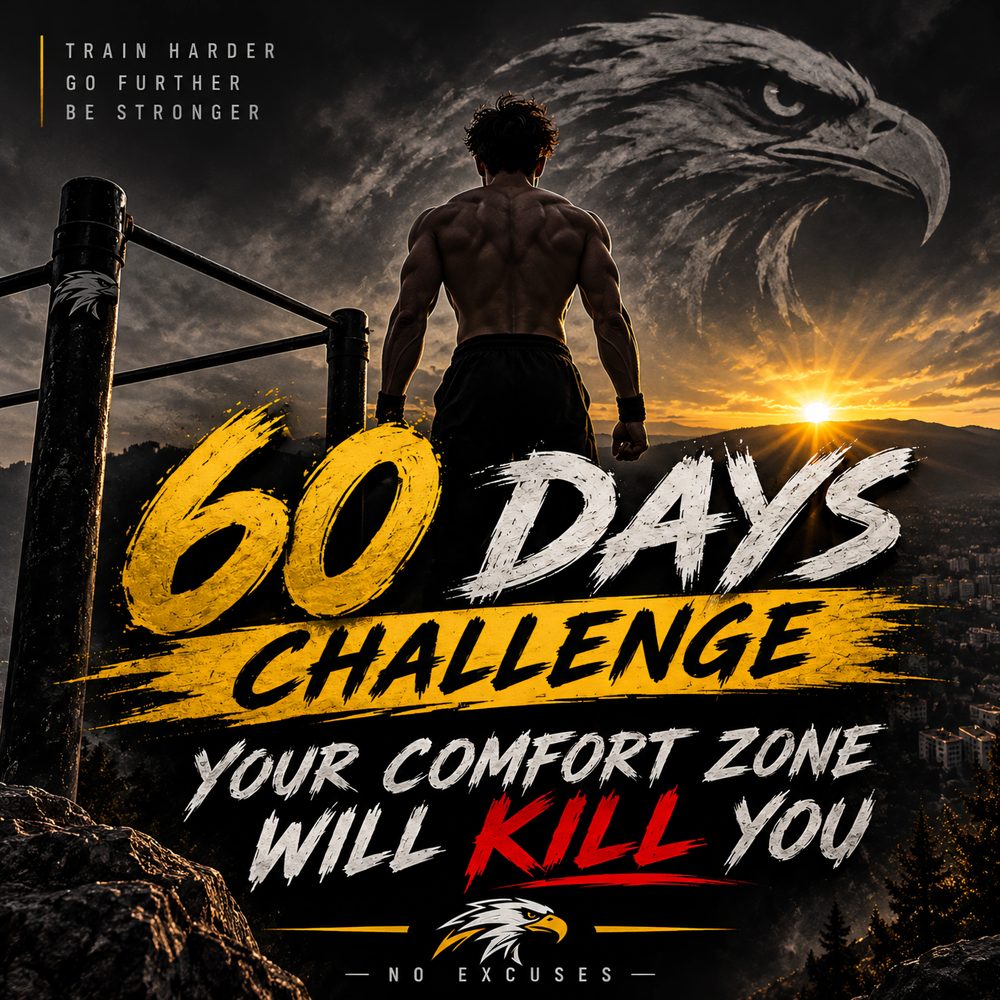 TRAIN HARDER
GO FURTHER
BE STRONGER
60 DAYS
CHALLENGE
YOUR COMFORT ZONE
WILL KILL YOU
— NO EXCUSES —